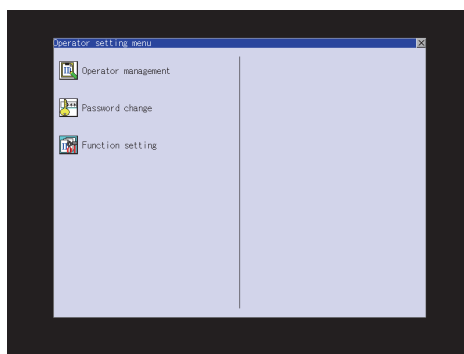 Operator setting menu
Operator management
Password change
Function setting